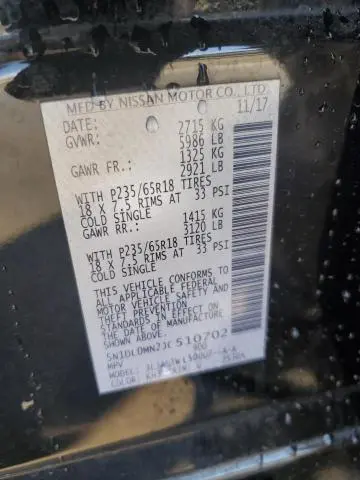 MFD BY NISSAN MOTOR CO., LTD.
DATE: 11/17
GVWR: 2715 KG
5986 LB
GAWR FR.: 1325 KG
2921 LB
WITH P235/65R18 TIRES
18 X 7.5 RIMS AT 33 PSI
COLD SINGLE
GAWR RR.: 1415 KG
3120 LB
WITH P235/65R18 TIRES
18 X 7.5 RIMS AT 33 PSI
COLD SINGLE
THIS VEHICLE CONFORMS TO
ALL APPLICABLE FEDERAL
MOTOR VEHICLE SAFETY AND
THEFT PREVENTION
STANDARDS IN EFFECT ON
THE DATE OF MANUFACTURE
5N1DL0MN2JC510702
MPV
MODEL:
COLOR: TRIM: